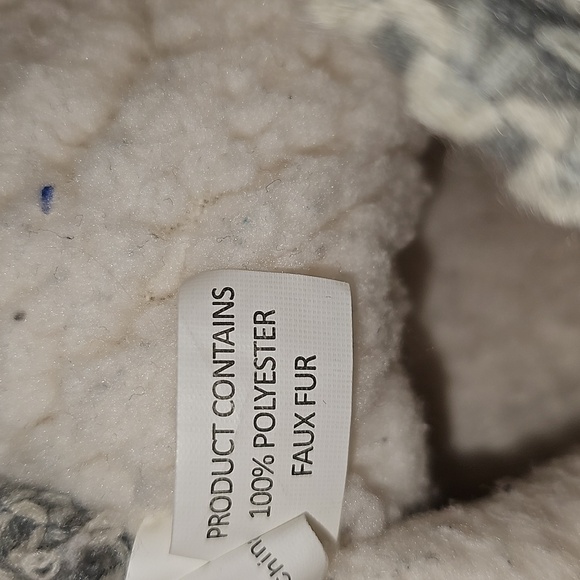 PRODUCT CONTAINS
100% POLYESTER
FAUX FUR